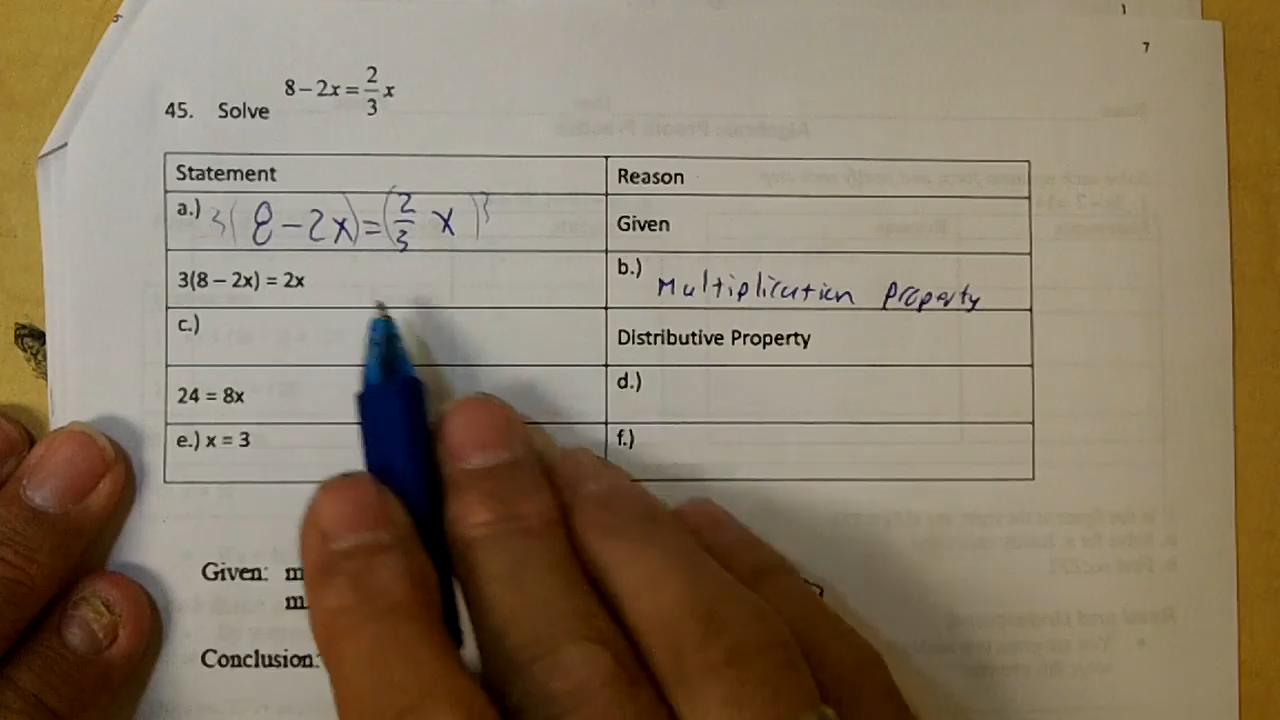 7
8 − 2x = 2/3 x
45. Solve
Statement Reason
a.) 3( 8 − 2x) = (2/3 x )3 Given
3(8 – 2x) = 2x b.) Multiplication property
c.) Distributive Property
24 = 8x d.)
e.) x = 3 f.)
Given: m
m
Conclusion: